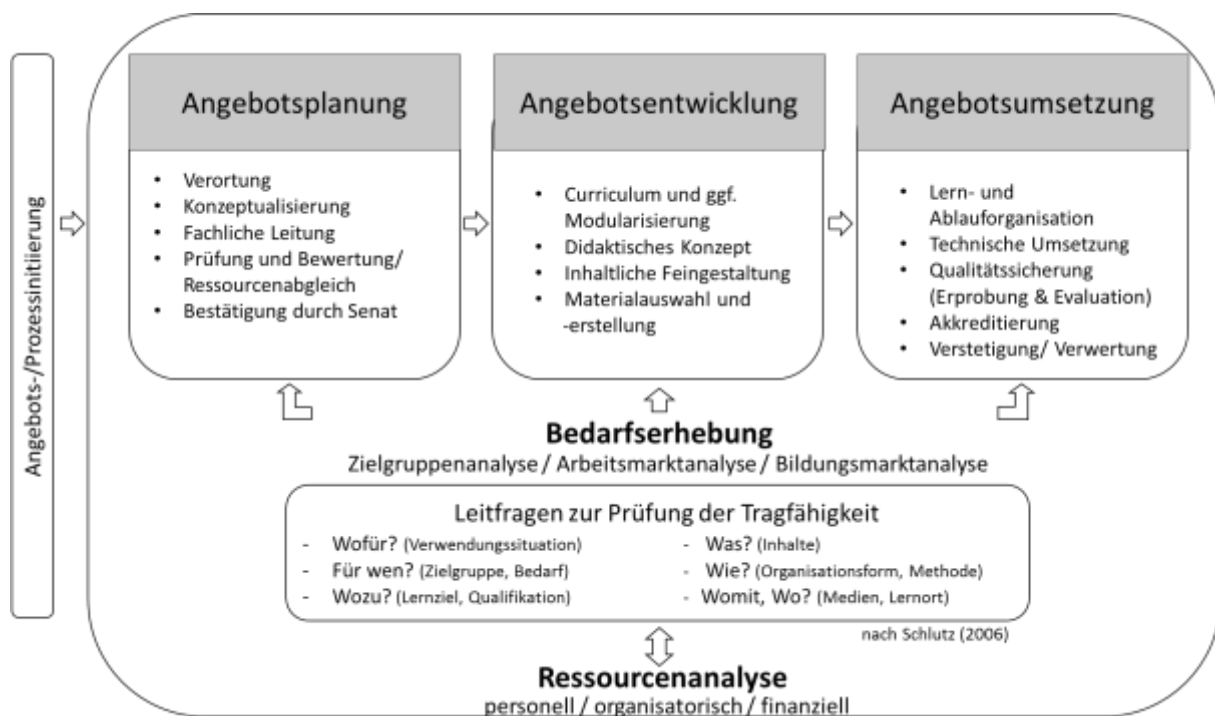 Angebots-/Prozessinitiierung
Angebotsplanung
• Verortung
• Konzeptualisierung
• Fachliche Leitung
• Prüfung und Bewertung/
Ressourcenabgleich
• Bestätigung durch Senat
Angebotsentwicklung
• Curriculum und ggf.
Modularisierung
• Didaktisches Konzept
• Inhaltliche Feingestaltung
• Materialauswahl und
-erstellung
Angebotsumsetzung
• Lern- und
Ablauforganisation
• Technische Umsetzung
• Qualitätssicherung
(Erprobung & Evaluation)
• Akkreditierung
• Verstetigung/ Verwertung
Bedarfserhebung
Zielgruppenanalyse / Arbeitsmarktanalyse / Bildungsmarktanalyse
Leitfragen zur Prüfung der Tragfähigkeit
- Wofür? (Verwendungssituation)
- Für wen? (Zielgruppe, Bedarf)
- Wozu? (Lernziel, Qualifikation)
- Was? (Inhalte)
- Wie? (Organisationsform, Methode)
- Womit, Wo? (Medien, Lernort)
nach Schlutz (2006)
Ressourcenanalyse
personell / organisatorisch / finanziell